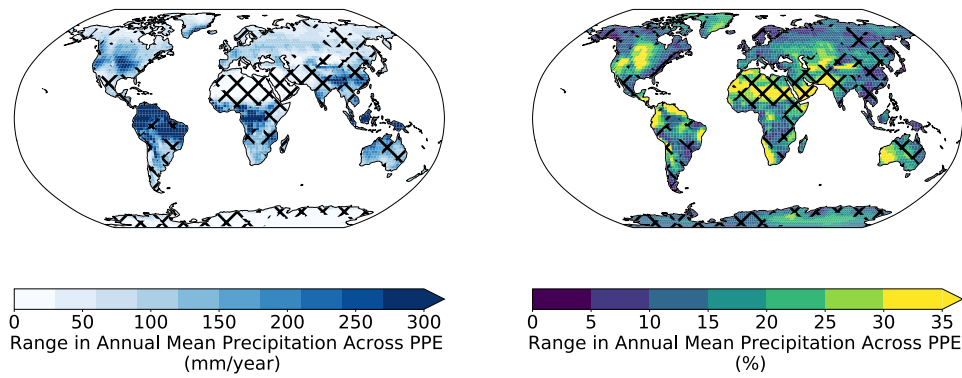 0 50 100 150 200 250 300
Range in Annual Mean Precipitation Across PPE
(mm/year)
0 5 10 15 20 25 30 35
Range in Annual Mean Precipitation Across PPE
(%)